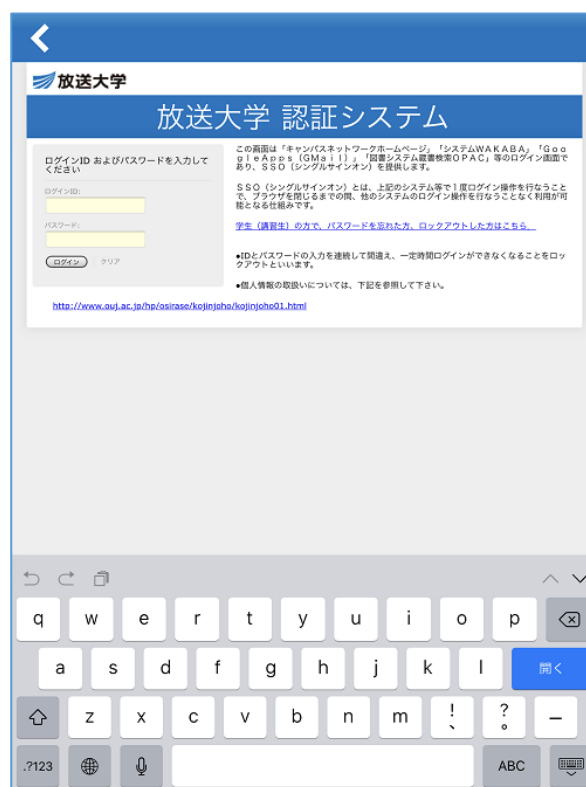 放送大学
放送大学 認証システム
ログインID およびパスワードを入力して
ください
ログインID:
パスワード:
ログイン クリア
この画面は「キャンパスネットワークホームページ」「システムWAKABA」「Goo
gleApps(GMail)」「図書システム蔵書検索OPAC」等のログイン画面で
あり、SSO(シングルサインオン)を提供します。
SSO(シングルサインオン)とは、上記のシステム等で1度ログイン操作を行なうこと
で、ブラウザを閉じるまでの間、他のシステムのログイン操作を行なうことなく利用が可
能となる仕組みです。
学生(講習生)の方で、パスワードを忘れた方、ロックアウトした方はこちら。
●IDとパスワードの入力を連続して間違え、一定時間ログインができなくなることをロッ
クアウトといいます。
●個人情報の取扱いについては、下記を参照して下さい。
http://www.ouj.ac.jp/hp/osirase/kojinjoho/kojinjoho01.html
q w e r t y u i o p
a s d f g h j k l 開く
z x c v b n m ! 、 ? 。 ー
.?123 ABC